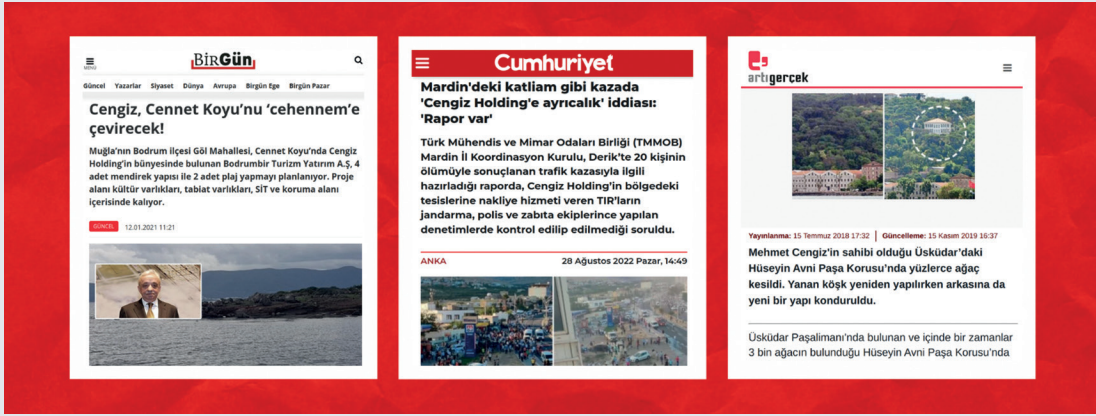 MENU
BİRGün
Güncel Yazarlar Siyaset Dünya Avrupa Birgün Ege Birgün Pazar
Cengiz, Cennet Koyu’nu ‘cehennem’e
çevirecek!
Muğla’nın Bodrum ilçesi Göl Mahallesi, Cennet Koyu’nda Cengiz
Holding’in bünyesinde bulunan Bodrumbir Turizm Yatırım A.Ş, 4
adet mendirek yapısı ile 2 adet plaj yapmayı planlanıyor. Proje
alanı kültür varlıkları, tabiat varlıkları, SİT ve koruma alanı
içerisinde kalıyor.
GÜNCEL 12.01.2021 11:21
Cumhuriyet
Mardin'deki katliam gibi kazada
'Cengiz Holding'e ayrıcalık' iddiası:
'Rapor var'
Türk Mühendis ve Mimar Odaları Birliği (TMMOB)
Mardin İl Koordinasyon Kurulu, Derik’te 20 kişinin
ölümüyle sonuçlanan trafik kazasıyla ilgili
hazırladığı raporda, Cengiz Holding’in bölgedeki
tesislerine nakliye hizmeti veren TIR’ların
jandarma, polis ve zabıta ekiplerince yapılan
denetimlerde kontrol edilip edilmediği soruldu.
ANKA 28 Ağustos 2022 Pazar, 14:49
artıgerçek
Yayınlanma: 15 Temmuz 2018 17:32 | Güncelleme: 15 Kasım 2019 16:37
Mehmet Cengiz’in sahibi olduğu Üsküdar’daki
Hüseyin Avni Paşa Korusu’nda yüzlerce ağaç
kesildi. Yanan köşk yeniden yapılırken arkasına da
yeni bir yapı konduruldu.
Üsküdar Paşalimanı’nda bulunan ve içinde bir zamanlar
3 bin ağacın bulunduğu Hüseyin Avni Paşa Korusu’nda